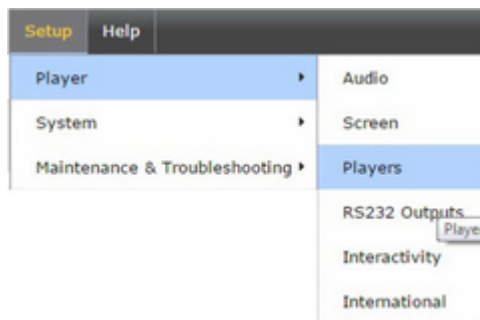 Setup Help
Player
System
Maintenance & Troubleshooting
Audio
Screen
Players
RS232 Outputs
Interactivity
International